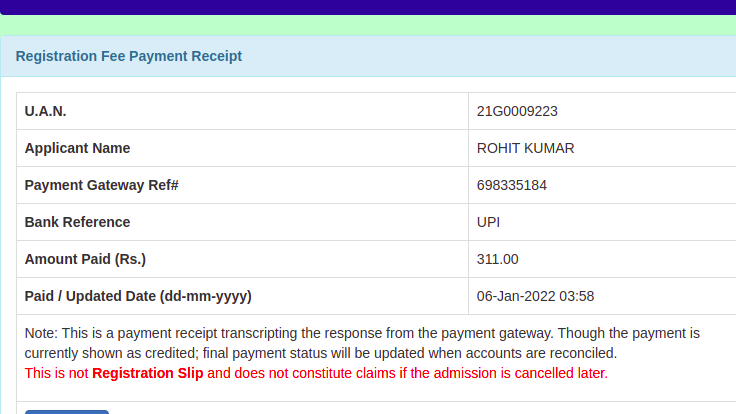 Registration Fee Payment Receipt
U.A.N. 21G0009223
Applicant Name ROHIT KUMAR
Payment Gateway Ref# 698335184
Bank Reference UPI
Amount Paid (Rs.) 311.00
Paid / Updated Date (dd-mm-yyyy) 06-Jan-2022 03:58
Note: This is a payment receipt transcripting the response from the payment gateway. Though the payment is
currently shown as credited; final payment status will be updated when accounts are reconciled.
This is not Registration Slip and does not constitute claims if the admission is cancelled later.